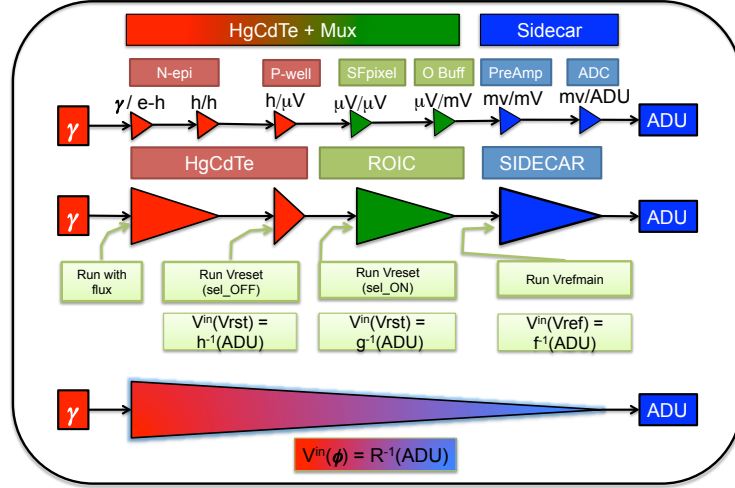 HgCdTe + Mux
Sidecar
N-epi
P-well
SFpixel
O Buff
PreAmp
ADC
γ/ e-h
h/h
h/μV
μV/μV
μV/mV
mv/mV
mv/ADU
γ
ADU
HgCdTe
ROIC
SIDECAR
γ
ADU
Run with
flux
Run Vreset
(sel_OFF)
Run Vreset
(sel_ON)
Run Vrefmain
Vⁱⁿ(Vrst) =
h⁻¹(ADU)
Vⁱⁿ(Vrst) =
g⁻¹(ADU)
Vⁱⁿ(Vref) =
f⁻¹(ADU)
γ
ADU
Vⁱⁿ(ϕ) = R⁻¹(ADU)